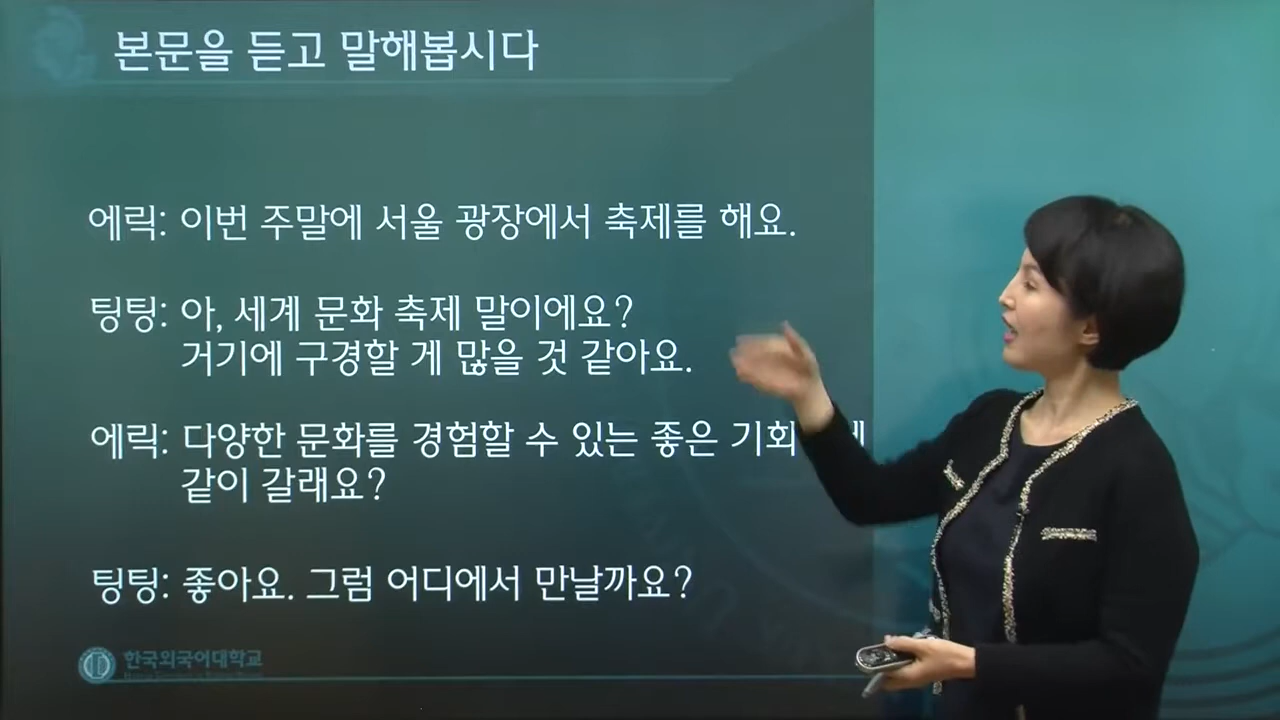 본문을 듣고 말해봅시다
에릭: 이번 주말에 서울 광장에서 축제를 해요.
팅팅: 아, 세계 문화 축제 말이에요?
거기에 구경할 게 많을 것 같아요.
에릭: 다양한 문화를 경험할 수 있는 좋은 기회
같이 갈래요?
팅팅: 좋아요. 그럼 어디에서 만날까요?
한국외국어대학교